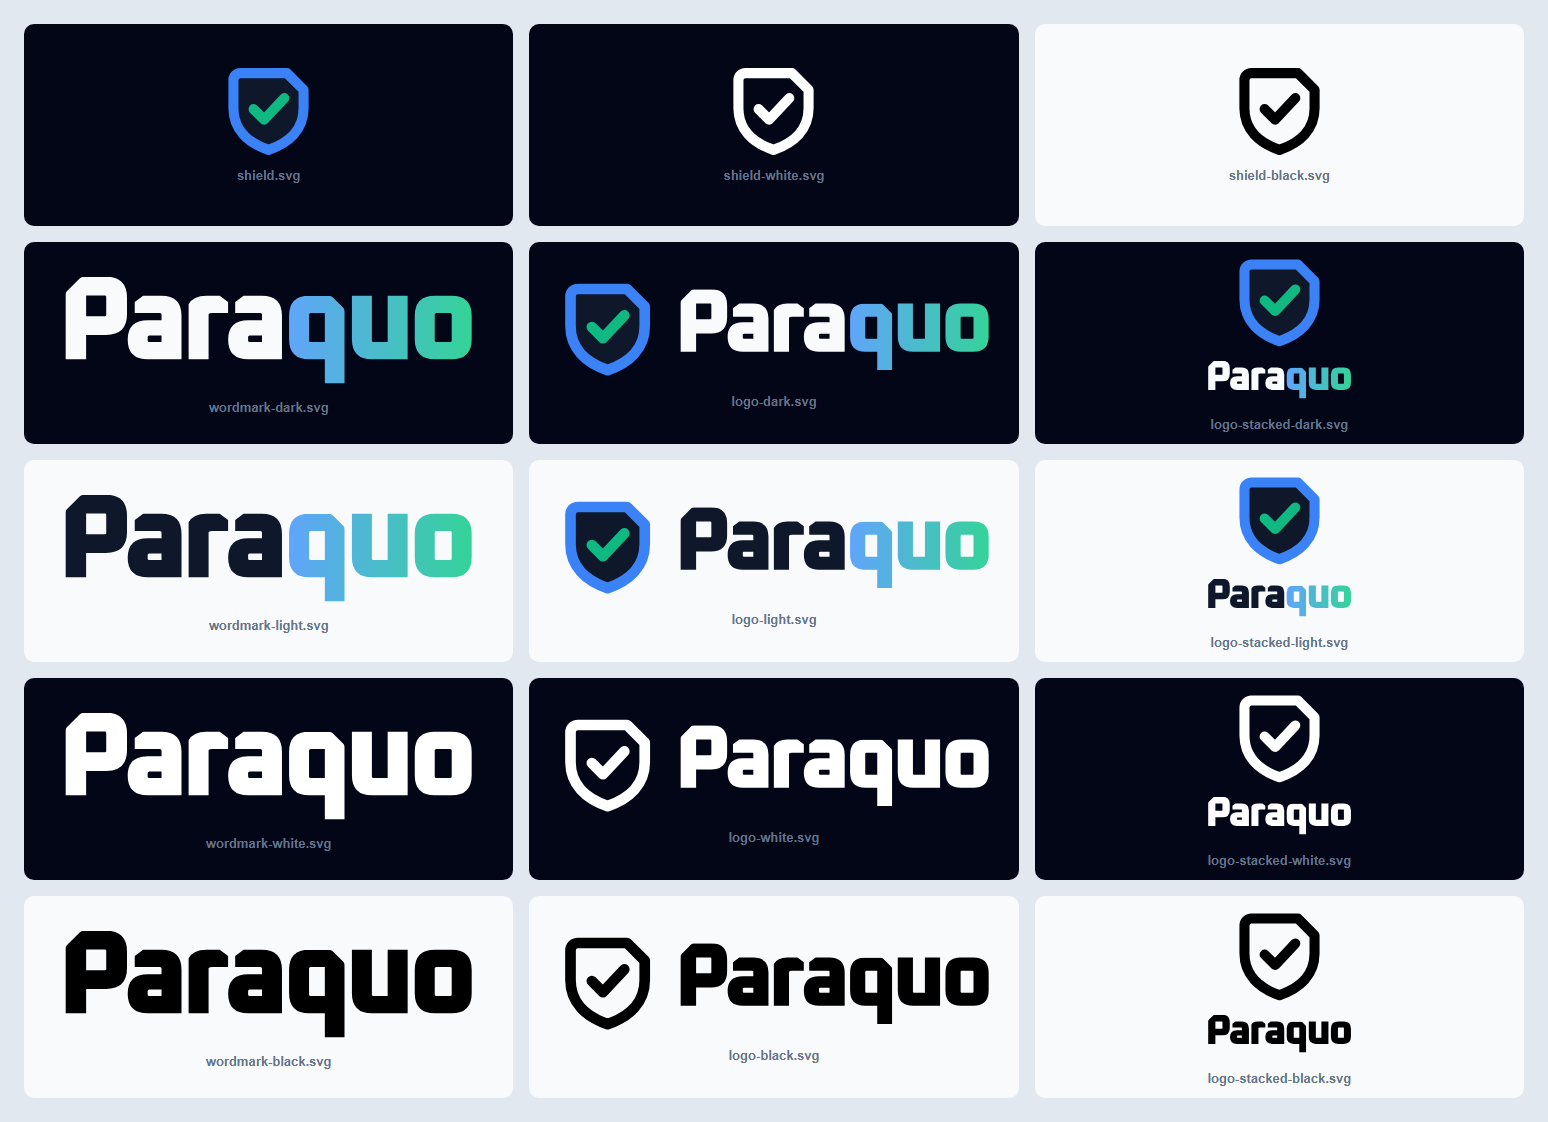 shield.svg
shield-white.svg
shield-black.svg
Paraquo
wordmark-dark.svg
Paraquo
logo-dark.svg
Paraquo
logo-stacked-dark.svg
Paraquo
wordmark-light.svg
Paraquo
logo-light.svg
Paraquo
logo-stacked-light.svg
Paraquo
wordmark-white.svg
Paraquo
logo-white.svg
Paraquo
logo-stacked-white.svg
Paraquo
wordmark-black.svg
Paraquo
logo-black.svg
Paraquo
logo-stacked-black.svg